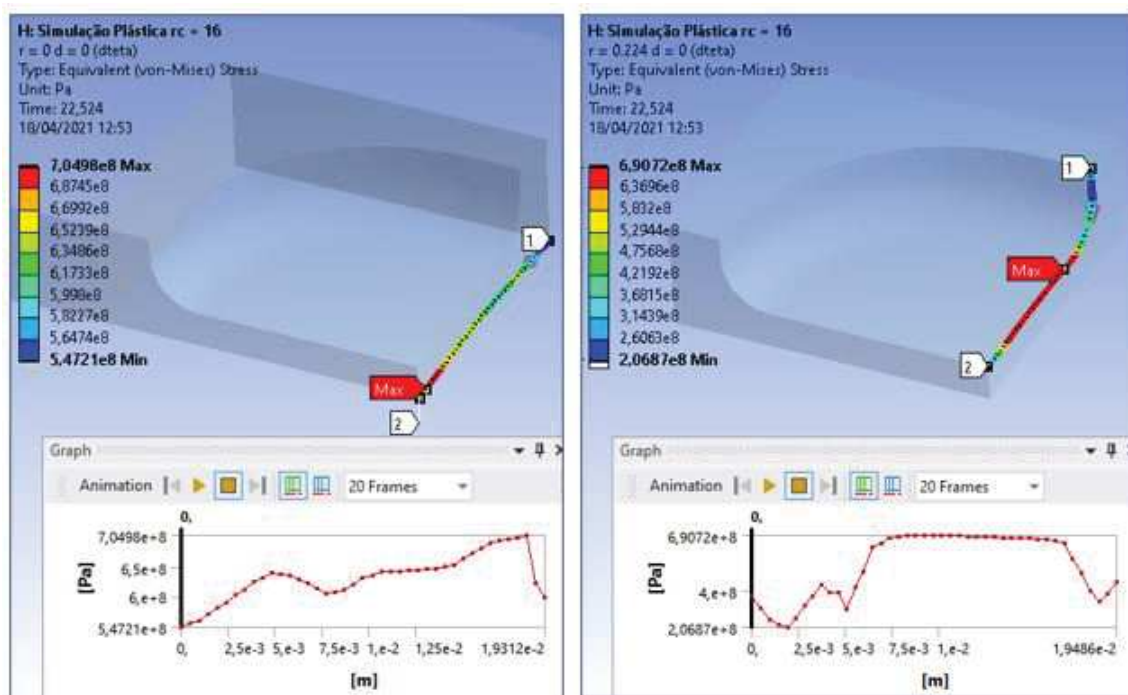 H: Simulação Plástica rc = 16
r = 0 d = 0 (dteta)
Type: Equivalent (von-Mises) Stress
Unit: Pa
Time: 22,524
18/04/2021 12:53
7,0498e8 Max
6,8745e8
6,6992e8
6,5239e8
6,3486e8
6,1733e8
5,998e8
5,8227e8
5,6474e8
5,4721e8 Min
1
Max
2
Graph
Animation
20 Frames
0,
7,0498e+8
6,5e+8
6,e+8
5,4721e+8
[Pa]
0, 2,5e-3 5,e-3 7,5e-3 1,e-2 1,25e-2 1,9312e-2
[m]
H: Simulação Plástica rc = 16
r = 0.224 d = 0 (dteta)
Type: Equivalent (von-Mises) Stress
Unit: Pa
Time: 22,524
18/04/2021 12:53
6,9072e8 Max
6,3696e8
5,832e8
5,2944e8
4,7568e8
4,2192e8
3,6815e8
3,1439e8
2,6063e8
2,0687e8 Min
1
Max
2
Graph
Animation
20 Frames
0,
6,9072e+8
4,e+8
2,0687e+8
[Pa]
0, 2,5e-3 5,e-3 7,5e-3 1,e-2 1,9486e-2
[m]